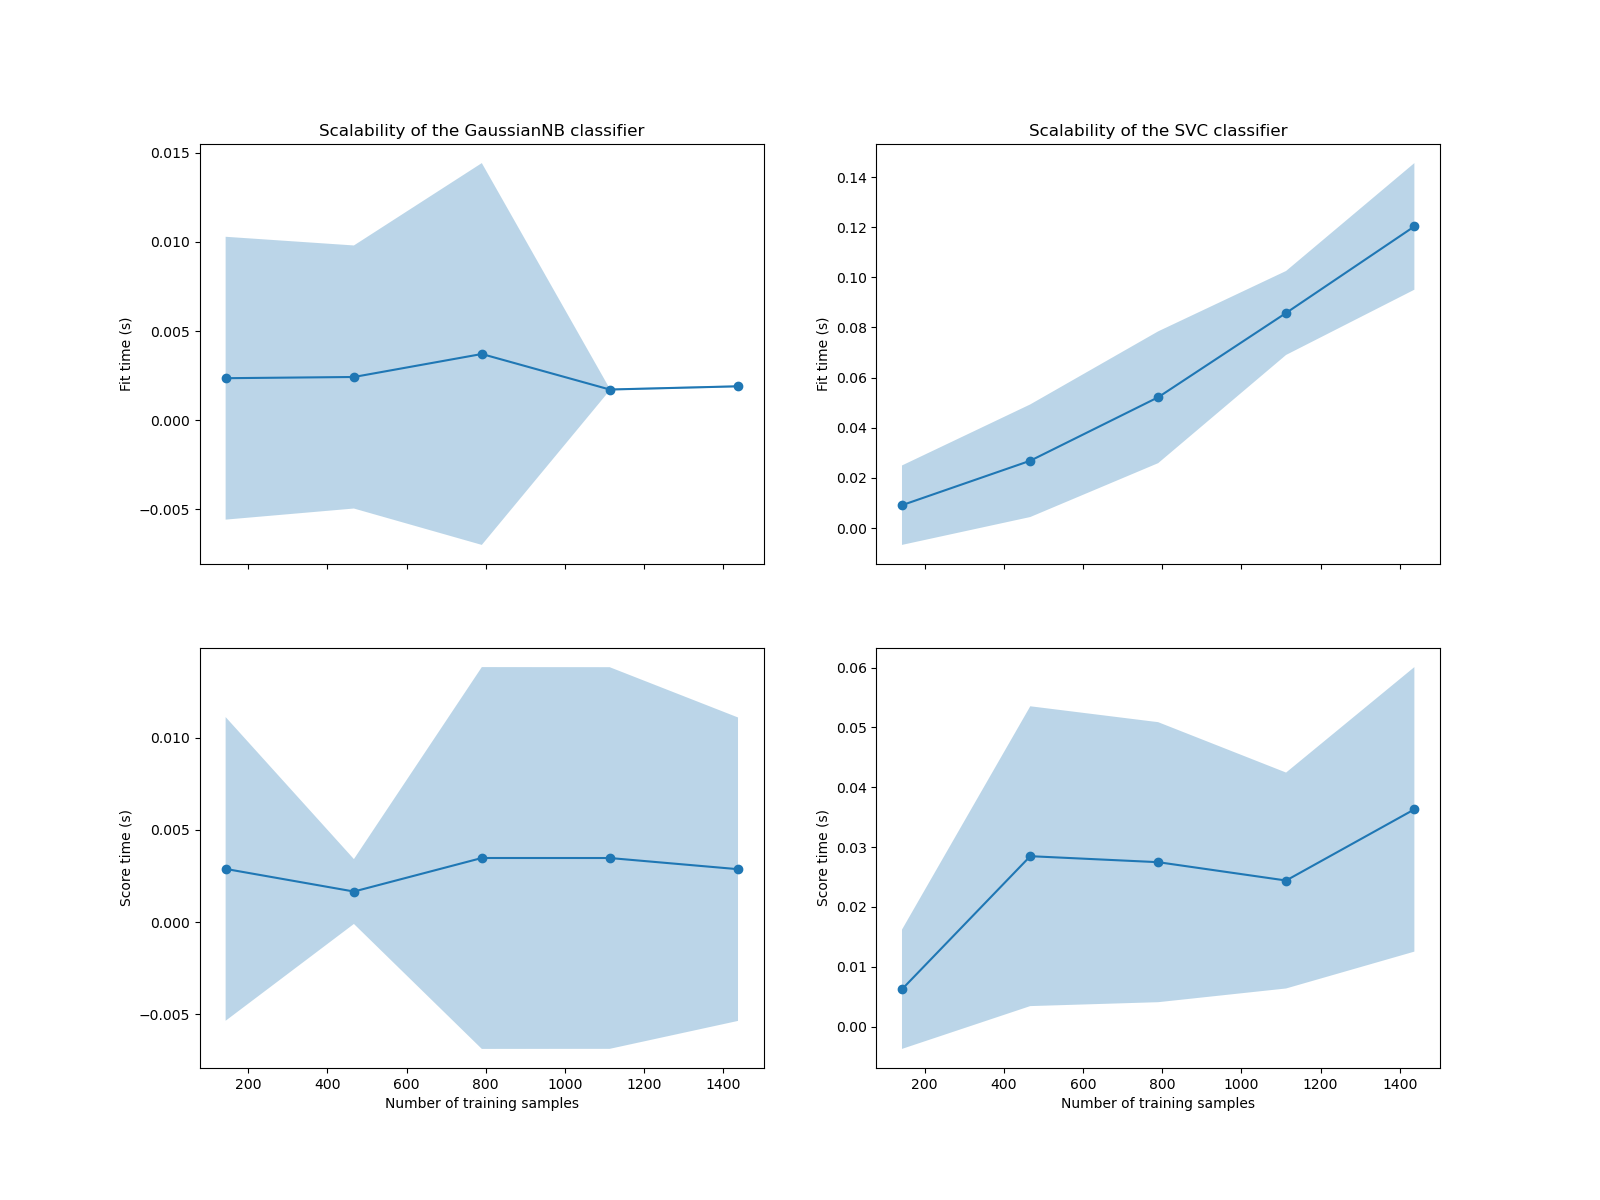 Scalability of the GaussianNB classifier
0.015
0.010
0.005
0.000
−0.005
Fit time (s)
Scalability of the SVC classifier
0.14
0.12
0.10
0.08
0.06
0.04
0.02
0.00
Fit time (s)
0.010
0.005
0.000
−0.005
Score time (s)
200 400 600 800 1000 1200 1400
Number of training samples
0.06
0.05
0.04
0.03
0.02
0.01
0.00
Score time (s)
200 400 600 800 1000 1200 1400
Number of training samples